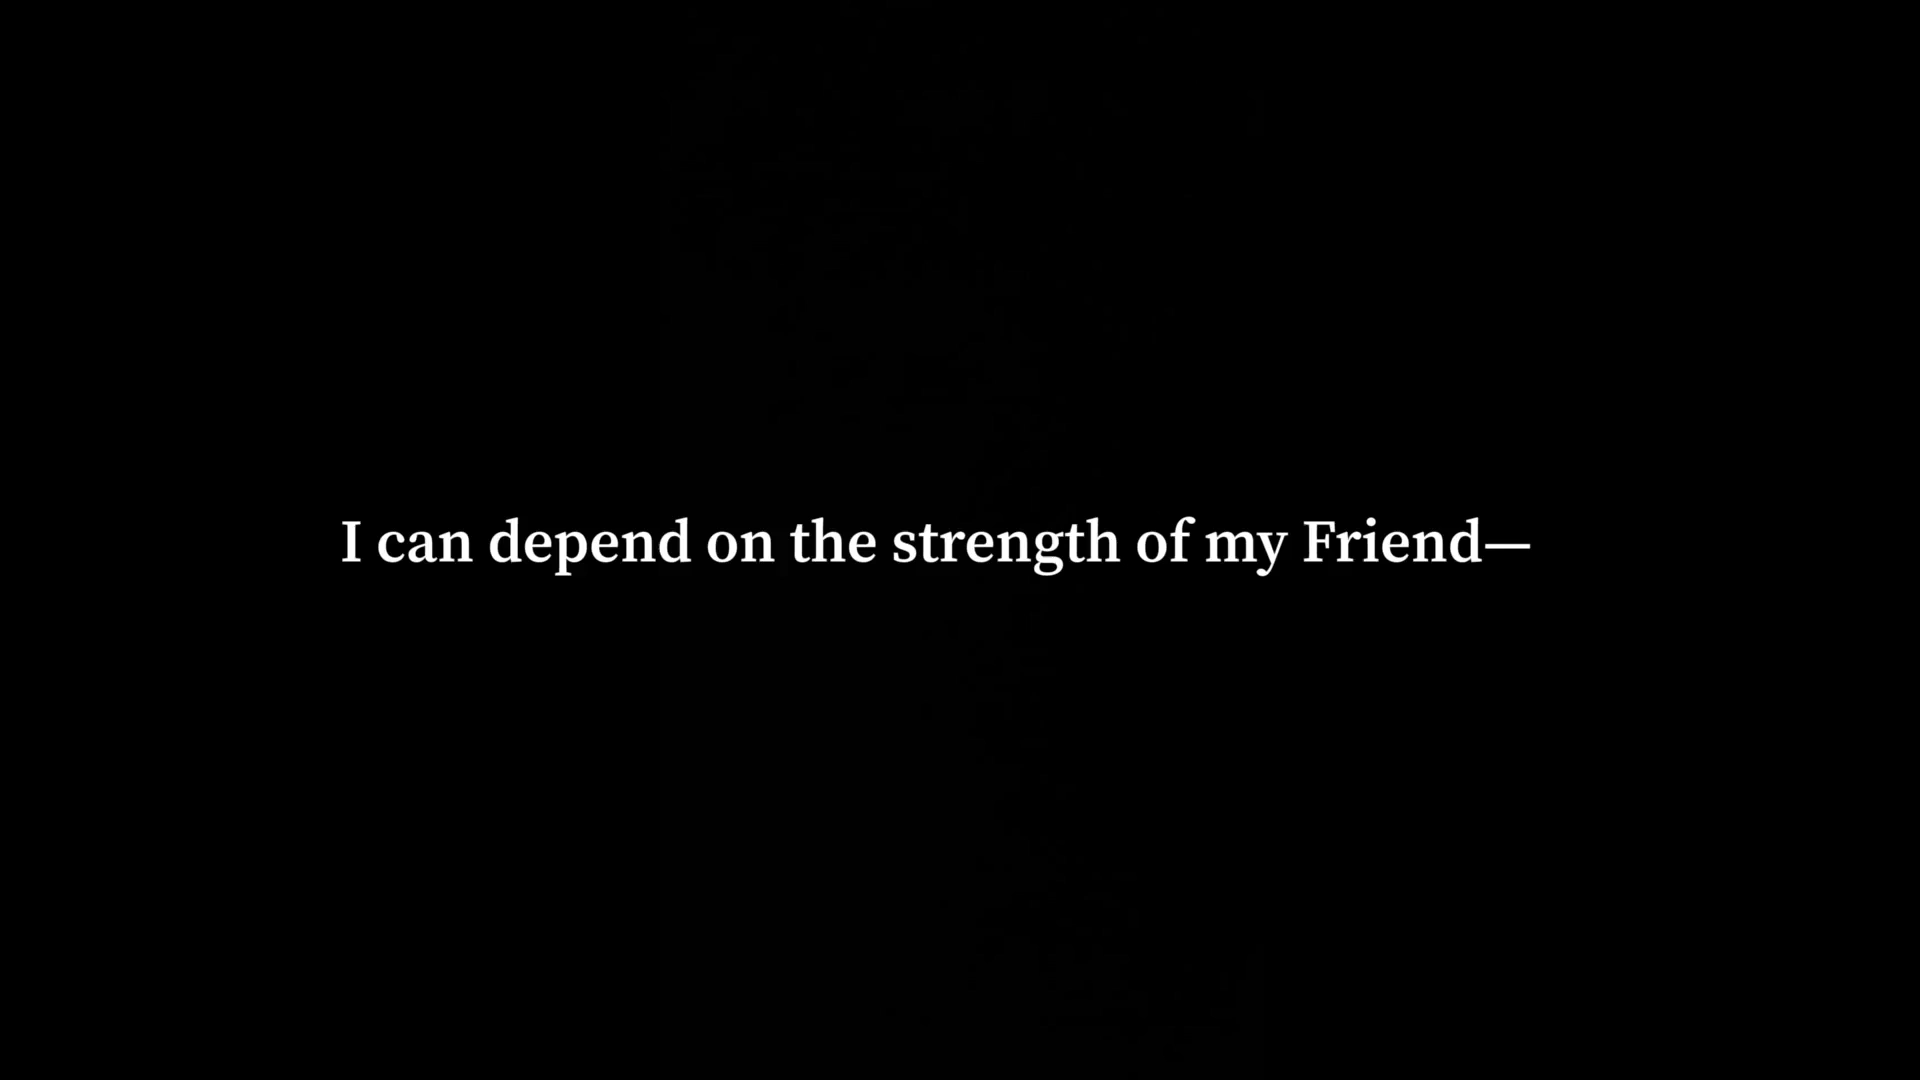 I can depend on the strength of my Friend—